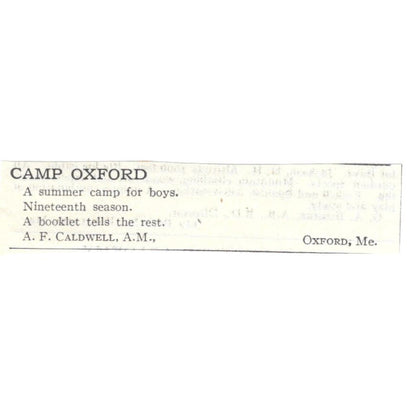 CAMP OXFORD
A summer camp for boys.
Nineteenth season.
A booklet tells the rest.
A. F. CALDWELL, A.M., OXFORD, Me.